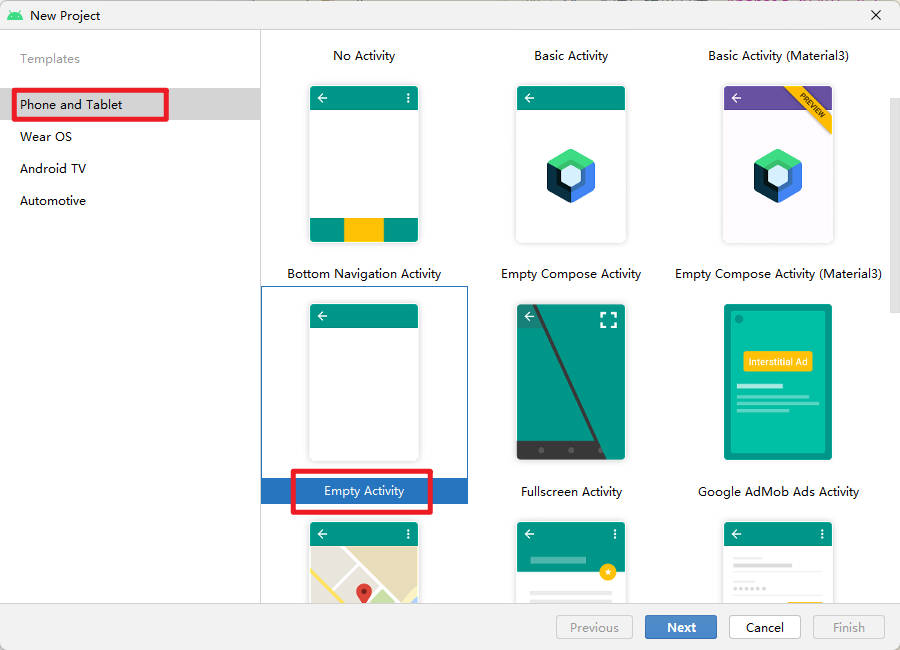 New Project
Templates
Phone and Tablet
Wear OS
Android TV
Automotive
No Activity
Basic Activity
Basic Activity (Material3)
PREVIEW
Bottom Navigation Activity
Empty Compose Activity
Empty Compose Activity (Material3)
Interstitial Ad
Empty Activity
Fullscreen Activity
Google AdMob Ads Activity
Previous
Next
Cancel
Finish